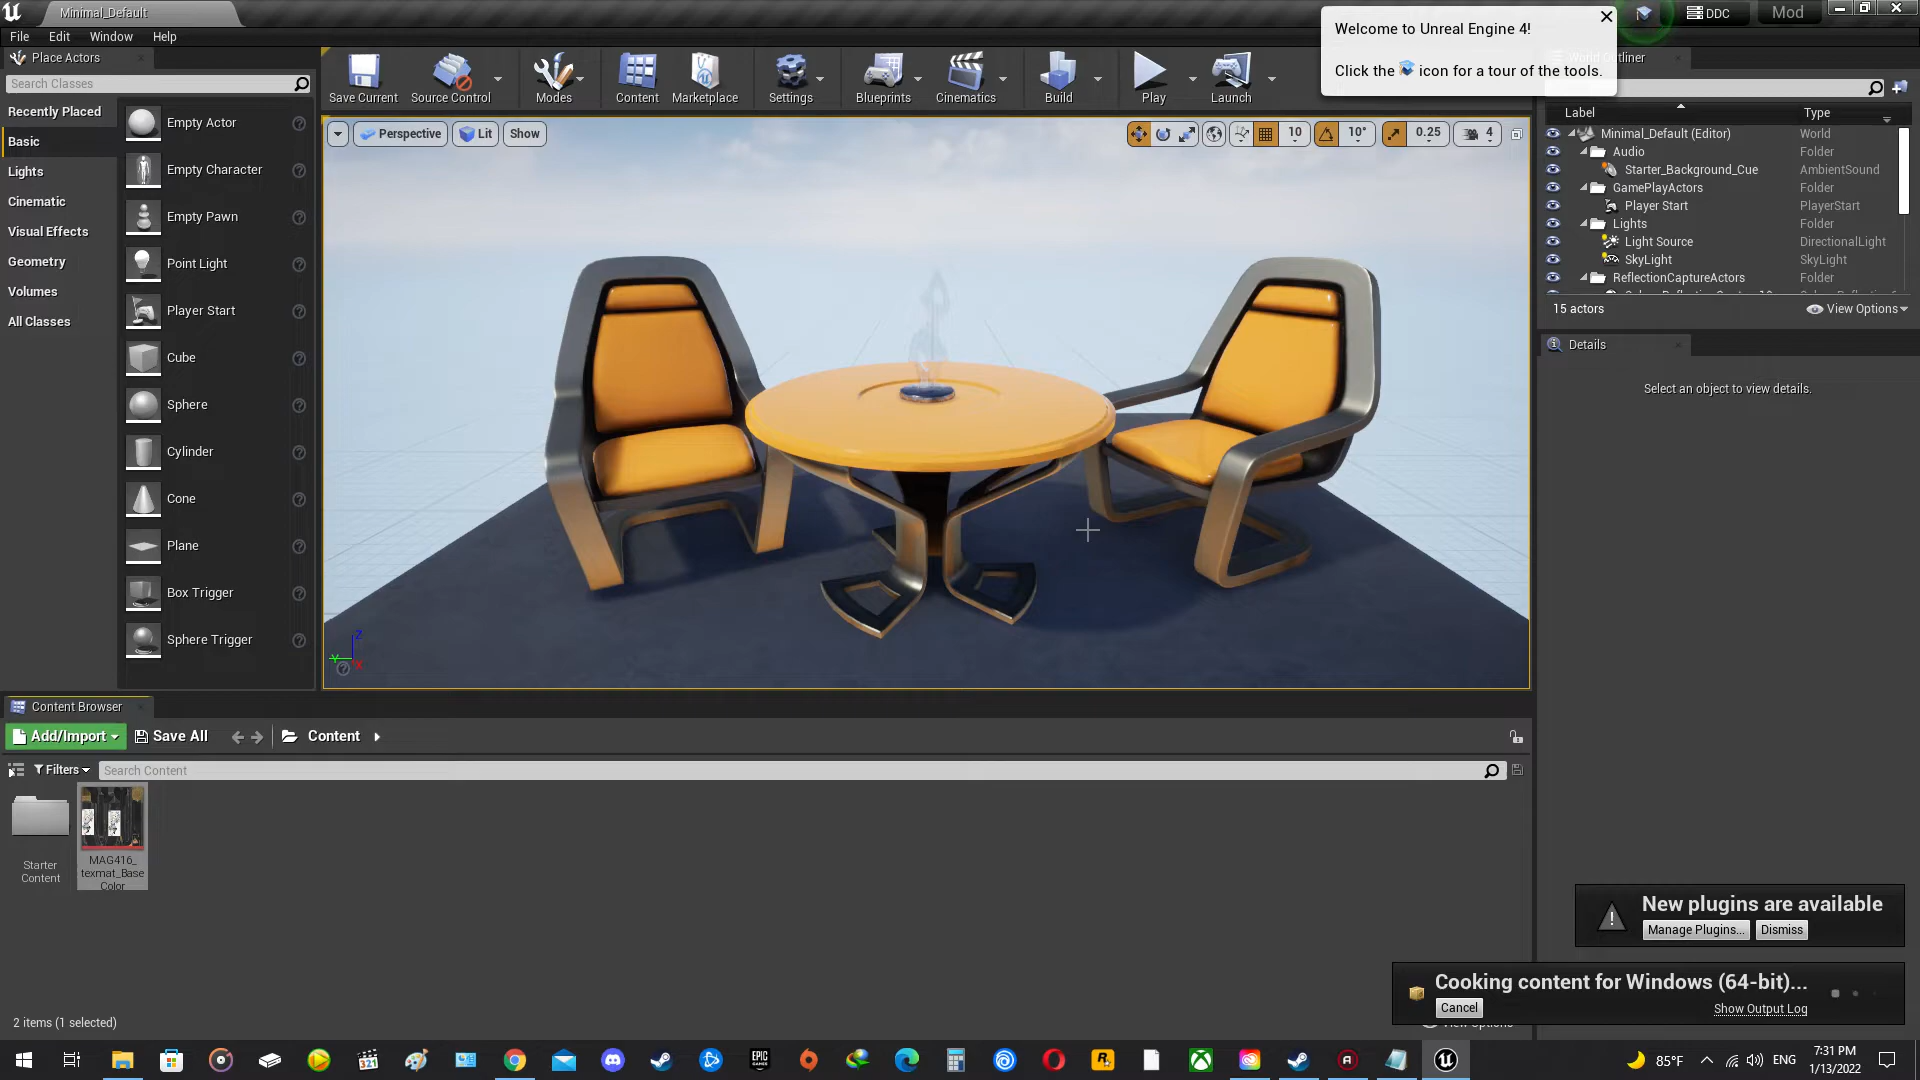 Minimal_Default
DDC
Mod
File Edit Window Help
Welcome to Unreal Engine 4!
Click the icon for a tour of the tools.
Place Actors
Search Classes
Recently Placed
Basic
Lights
Cinematic
Visual Effects
Geometry
Volumes
All Classes
Empty Actor
Empty Character
Empty Pawn
Point Light
Player Start
Cube
Sphere
Cylinder
Cone
Plane
Box Trigger
Sphere Trigger
Save Current
Source Control
Modes
Content
Marketplace
Settings
Blueprints
Cinematics
Build
Play
Launch
Perspective
Lit
Show
10
10°
0.25
4
Z
Y
X
World Outliner
Label Type
Minimal_Default (Editor) World
Audio Folder
Starter_Background_Cue AmbientSound
GamePlayActors Folder
Player Start PlayerStart
Lights Folder
Light Source DirectionalLight
SkyLight SkyLight
ReflectionCaptureActors Folder
15 actors
View Options
Details
Select an object to view details.
Content Browser
Add/Import
Save All
Content
Filters
Search Content
Starter
Content
MAG416_
texmat_Base
Color
2 items (1 selected)
View Options
New plugins are available
Manage Plugins...
Dismiss
Cooking content for Windows (64-bit)...
Cancel
Show Output Log
321
EPIC
GAMES
85°F
ENG
7:31 PM
1/13/2022